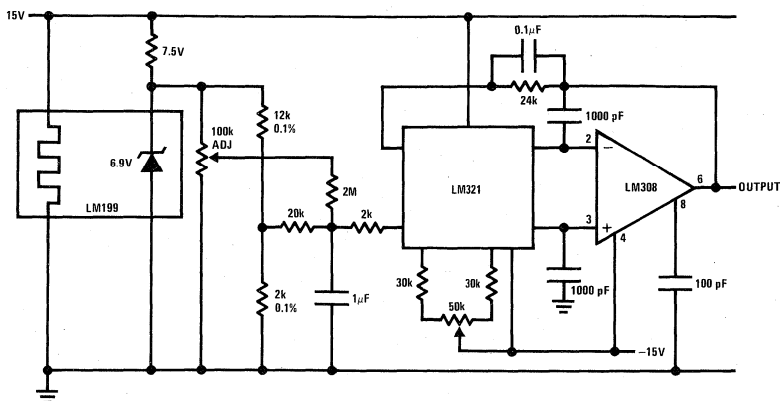 15V
7.5V
0.1μF
24k
1000 pF
12k
0.1%
100k
ADJ
6.9V
LM199
2M
20k
2k
LM321
2
−
LM308
6
OUTPUT
8
3
+
4
2k
0.1%
1μF
30k
30k
50k
1000 pF
100 pF
−15V